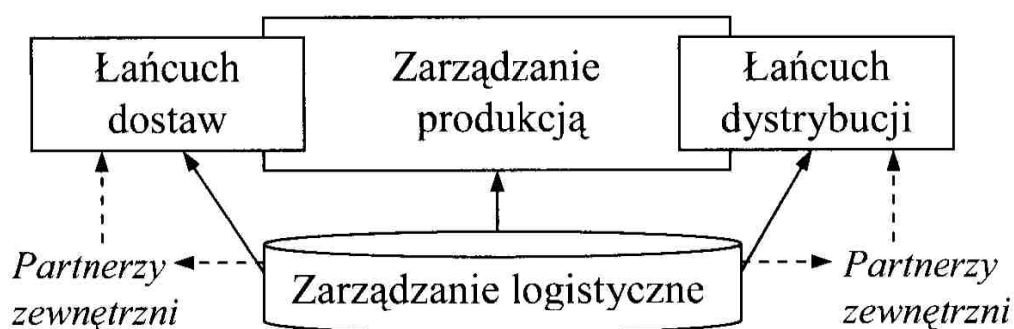 Łańcuch
dostaw
Zarządzanie
produkcją
Łańcuch
dystrybucji
Partnerzy
zewnętrzni
Zarządzanie logistyczne
Partnerzy
zewnętrzni